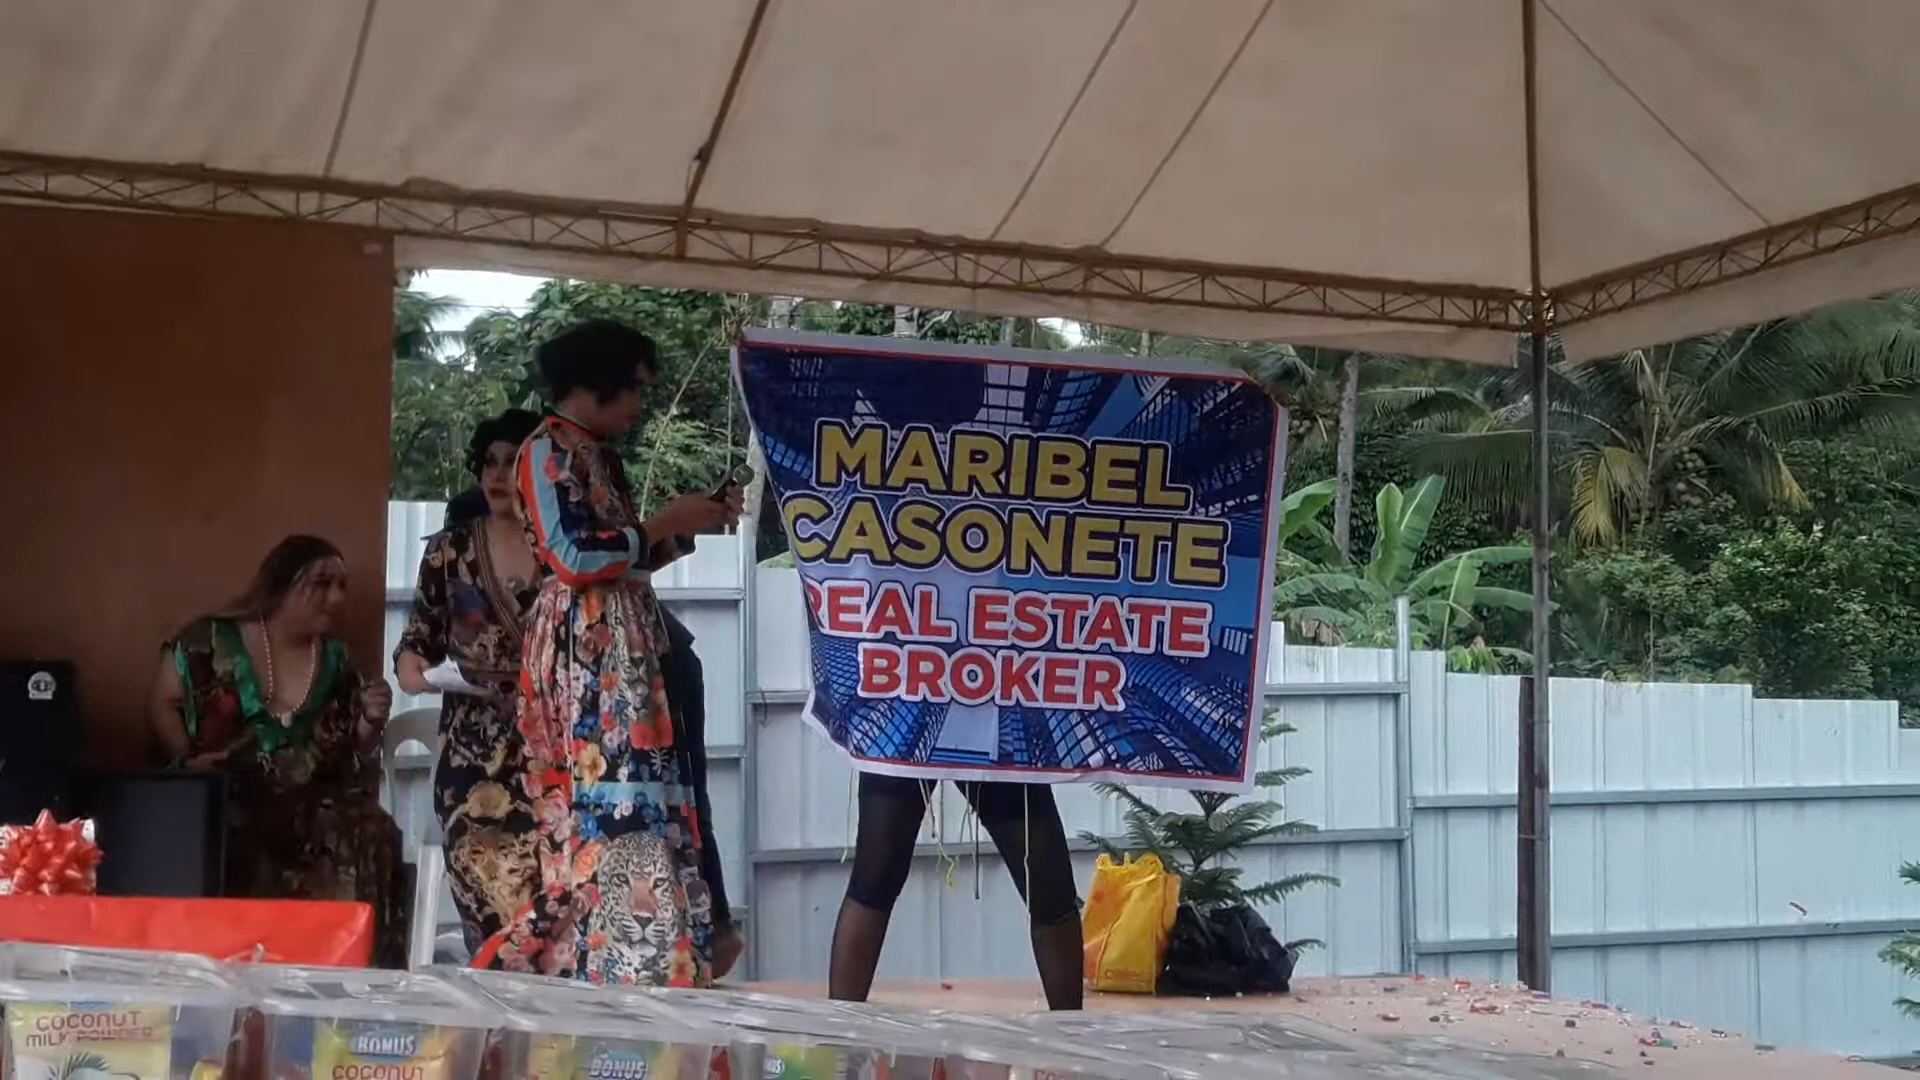 MARIBEL
CASONETE
REAL ESTATE
BROKER
COCONUT
MILK POWDER
BONUS
COCONUT
BONUS